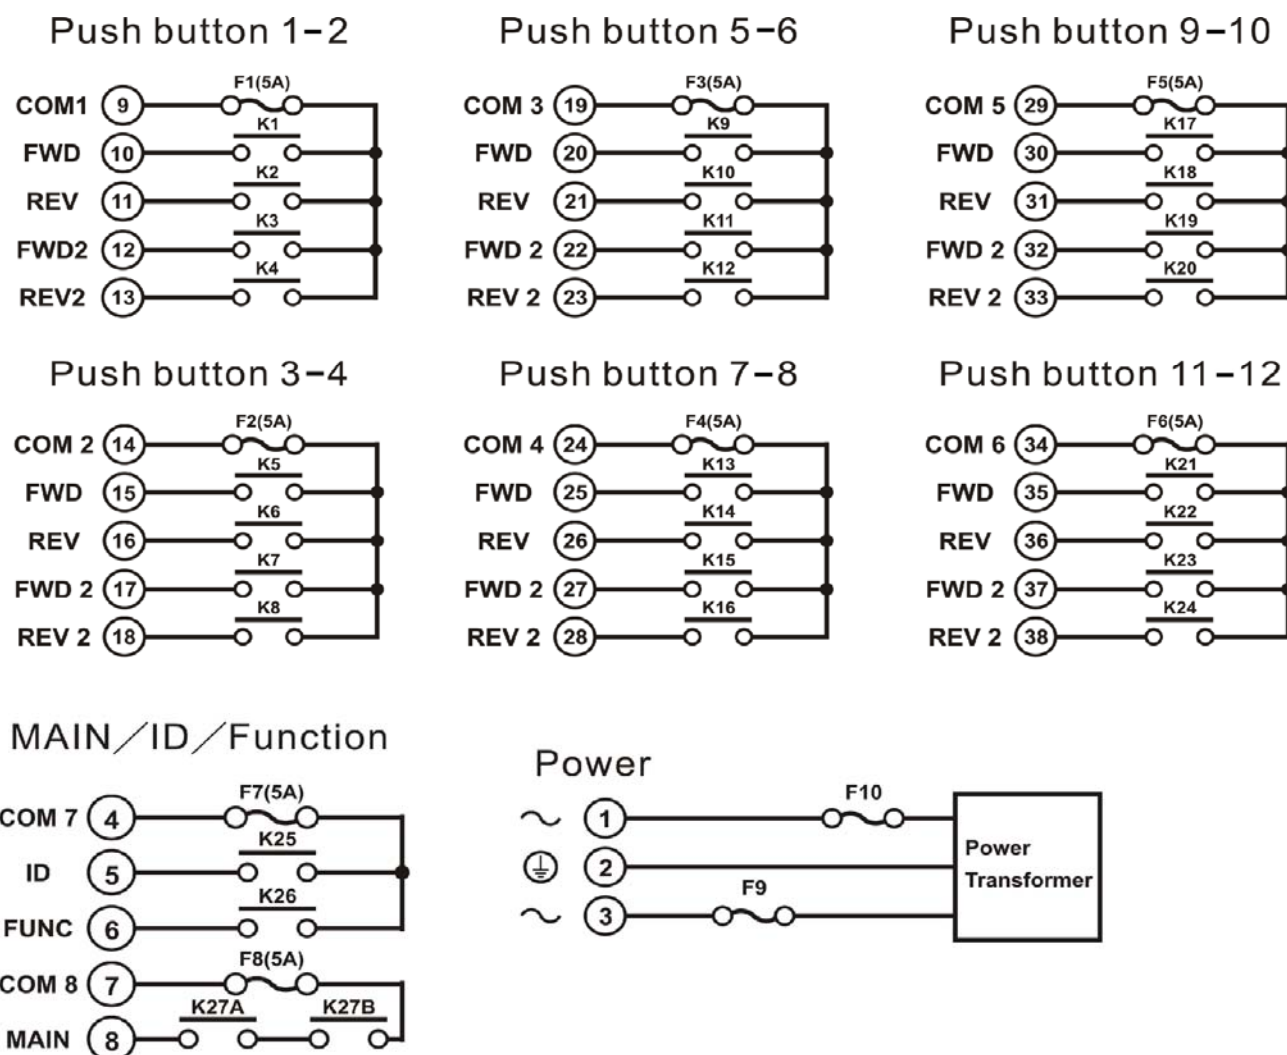 Push button 1-2
F1(5A)
COM1 9
K1
FWD 10
K2
REV 11
K3
FWD2 12
K4
REV2 13
Push button 5-6
F3(5A)
COM 3 19
K9
FWD 20
K10
REV 21
K11
FWD 2 22
K12
REV 2 23
Push button 9-10
F5(5A)
COM 5 29
K17
FWD 30
K18
REV 31
K19
FWD 2 32
K20
REV 2 33
Push button 3-4
F2(5A)
COM 2 14
K5
FWD 15
K6
REV 16
K7
FWD 2 17
K8
REV 2 18
Push button 7-8
F4(5A)
COM 4 24
K13
FWD 25
K14
REV 26
K15
FWD 2 27
K16
REV 2 28
Push button 11-12
F6(5A)
COM 6 34
K21
FWD 35
K22
REV 36
K23
FWD 2 37
K24
REV 2 38
MAIN/ID/Function
F7(5A)
COM 7 4
K25
ID 5
K26
FUNC 6
F8(5A)
COM 8 7
K27A K27B
MAIN 8
Power
F10
~ 1
2
F9
~ 3
Power
Transformer